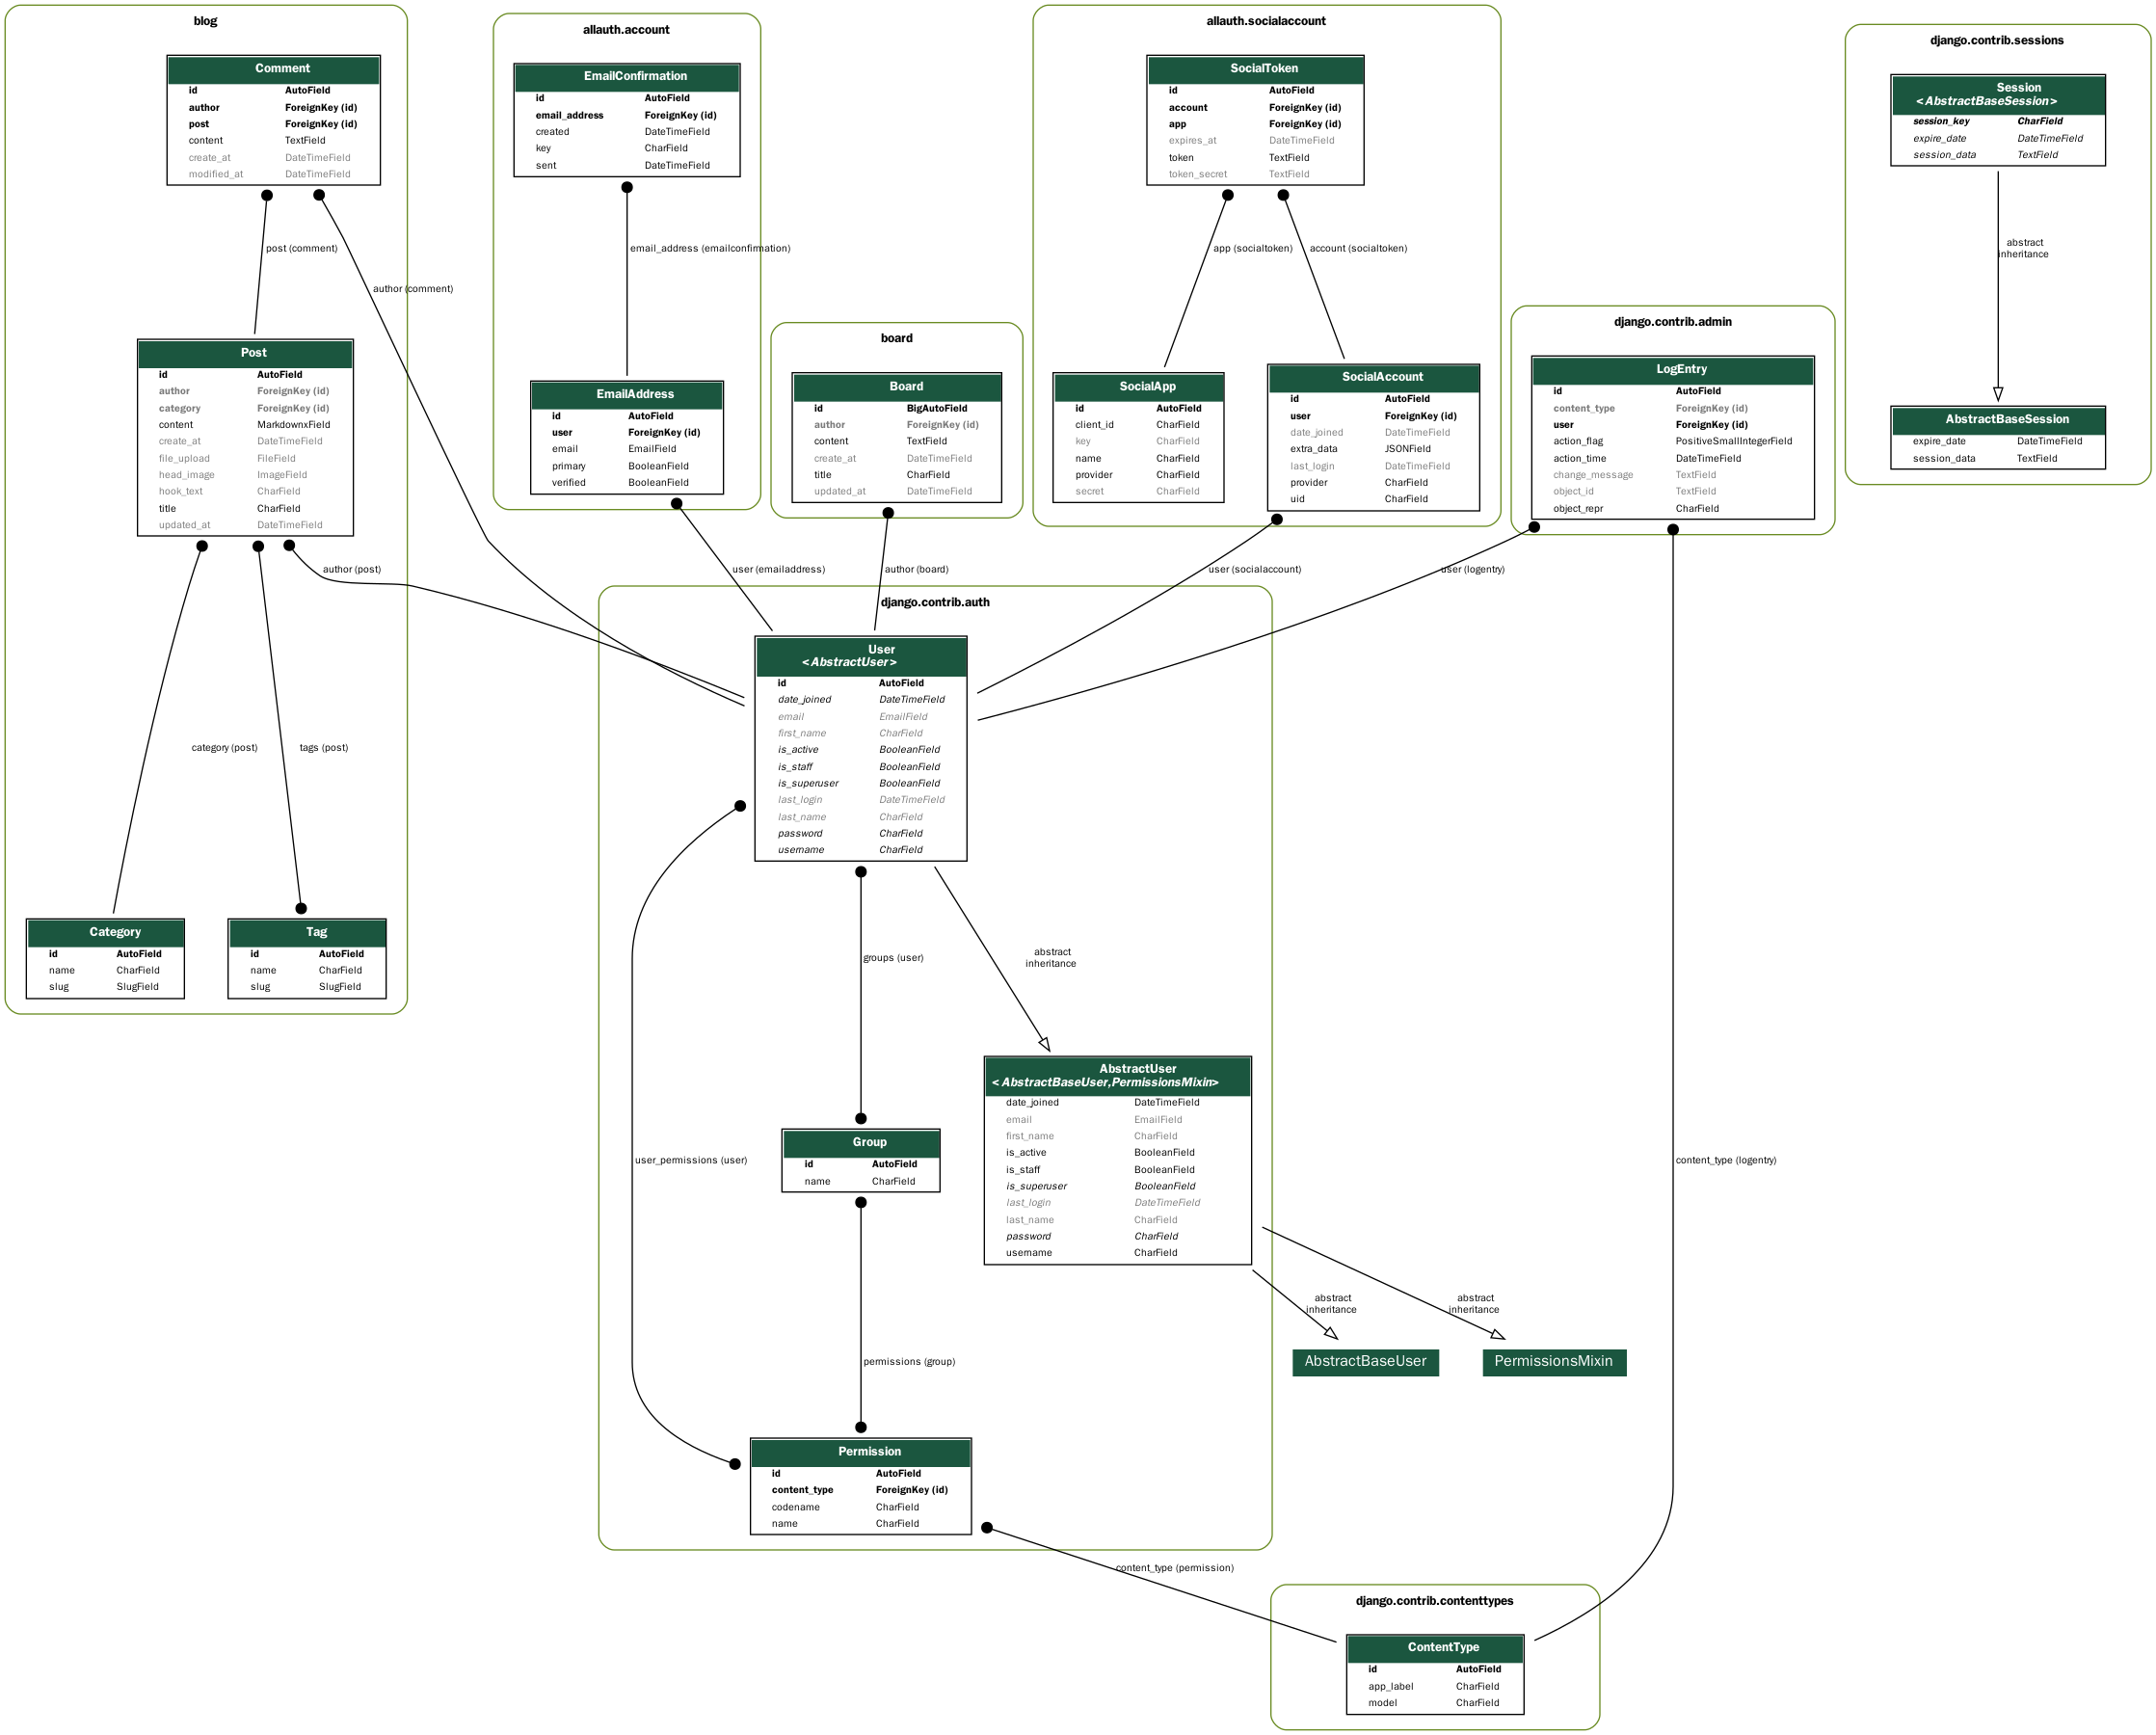 blog
Comment
id AutoField
author ForeignKey (id)
post ForeignKey (id)
content TextField
create_at DateTimeField
modified_at DateTimeField
post (comment)
author (comment)
Post
id AutoField
author ForeignKey (id)
category ForeignKey (id)
content MarkdownxField
create_at DateTimeField
file_upload FileField
head_image ImageField
hook_text CharField
title CharField
updated_at DateTimeField
author (post)
category (post)
tags (post)
Category
id AutoField
name CharField
slug SlugField
Tag
id AutoField
name CharField
slug SlugField
allauth.account
EmailConfirmation
id AutoField
email_address ForeignKey (id)
created DateTimeField
key CharField
sent DateTimeField
email_address (emailconfirmation)
EmailAddress
id AutoField
user ForeignKey (id)
email EmailField
primary BooleanField
verified BooleanField
user (emailaddress)
board
Board
id BigAutoField
author ForeignKey (id)
content TextField
create_at DateTimeField
title CharField
updated_at DateTimeField
author (board)
allauth.socialaccount
SocialToken
id AutoField
account ForeignKey (id)
app ForeignKey (id)
expires_at DateTimeField
token TextField
token_secret TextField
app (socialtoken)
account (socialtoken)
SocialApp
id AutoField
client_id CharField
key CharField
name CharField
provider CharField
secret CharField
SocialAccount
id AutoField
user ForeignKey (id)
date_joined DateTimeField
extra_data JSONField
last_login DateTimeField
provider CharField
uid CharField
user (socialaccount)
django.contrib.admin
LogEntry
id AutoField
content_type ForeignKey (id)
user ForeignKey (id)
action_flag PositiveSmallIntegerField
action_time DateTimeField
change_message TextField
object_id TextField
object_repr CharField
user (logentry)
django.contrib.sessions
Session
<AbstractBaseSession>
session_key CharField
expire_date DateTimeField
session_data TextField
abstract
inheritance
AbstractBaseSession
expire_date DateTimeField
session_data TextField
django.contrib.auth
User
<AbstractUser>
id AutoField
date_joined DateTimeField
email EmailField
first_name CharField
is_active BooleanField
is_staff BooleanField
is_superuser BooleanField
last_login DateTimeField
last_name CharField
password CharField
username CharField
groups (user)
abstract
inheritance
user_permissions (user)
Group
id AutoField
name CharField
permissions (group)
AbstractUser
<AbstractBaseUser,PermissionsMixin>
date_joined DateTimeField
email EmailField
first_name CharField
is_active BooleanField
is_staff BooleanField
is_superuser BooleanField
last_login DateTimeField
last_name CharField
password CharField
username CharField
abstract
inheritance
abstract
inheritance
AbstractBaseUser
PermissionsMixin
content_type (logentry)
Permission
id AutoField
content_type ForeignKey (id)
codename CharField
name CharField
content_type (permission)
django.contrib.contenttypes
ContentType
id AutoField
app_label CharField
model CharField